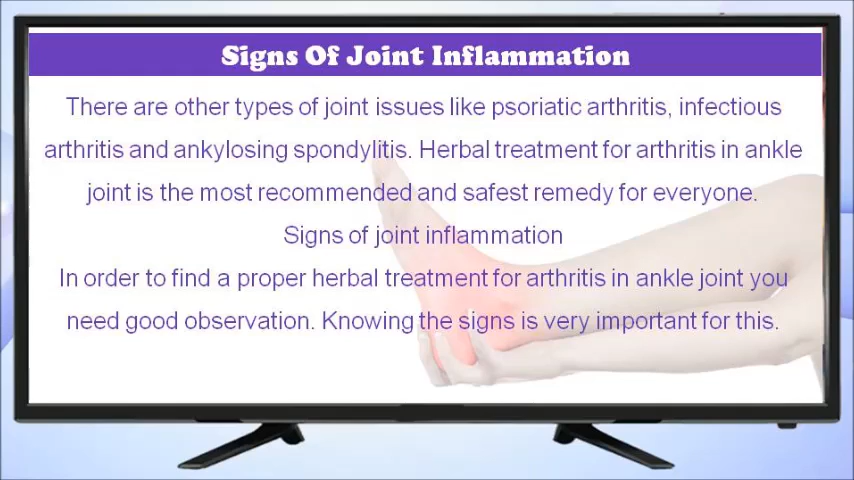 Signs Of Joint Inflammation
There are other types of joint issues like psoriatic arthritis, infectious
arthritis and ankylosing spondylitis. Herbal treatment for arthritis in ankle
joint is the most recommended and safest remedy for everyone.
Signs of joint inflammation
In order to find a proper herbal treatment for arthritis in ankle joint you
need good observation. Knowing the signs is very important for this.